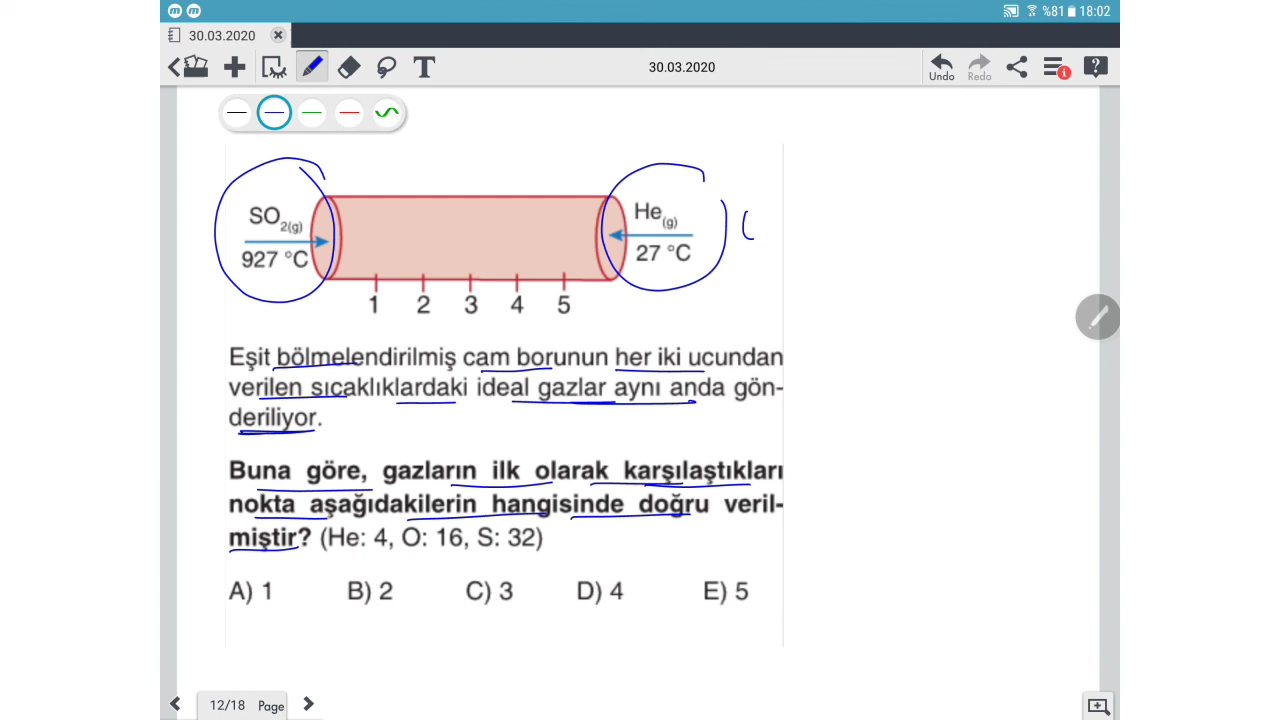 %81 18:02
30.03.2020
T 30.03.2020 Undo Redo
SO2(g) He(g)
927 °C 27 °C
1 2 3 4 5
Eşit bölmelendirilmiş cam borunun her iki ucundan
verilen sıcaklıklardaki ideal gazlar aynı anda gön-
deriliyor.
Buna göre, gazların ilk olarak karşılaştıkları
nokta aşağıdakilerin hangisinde doğru veril-
miştir? (He: 4, O: 16, S: 32)
A) 1 B) 2 C) 3 D) 4 E) 5
12/18 Page